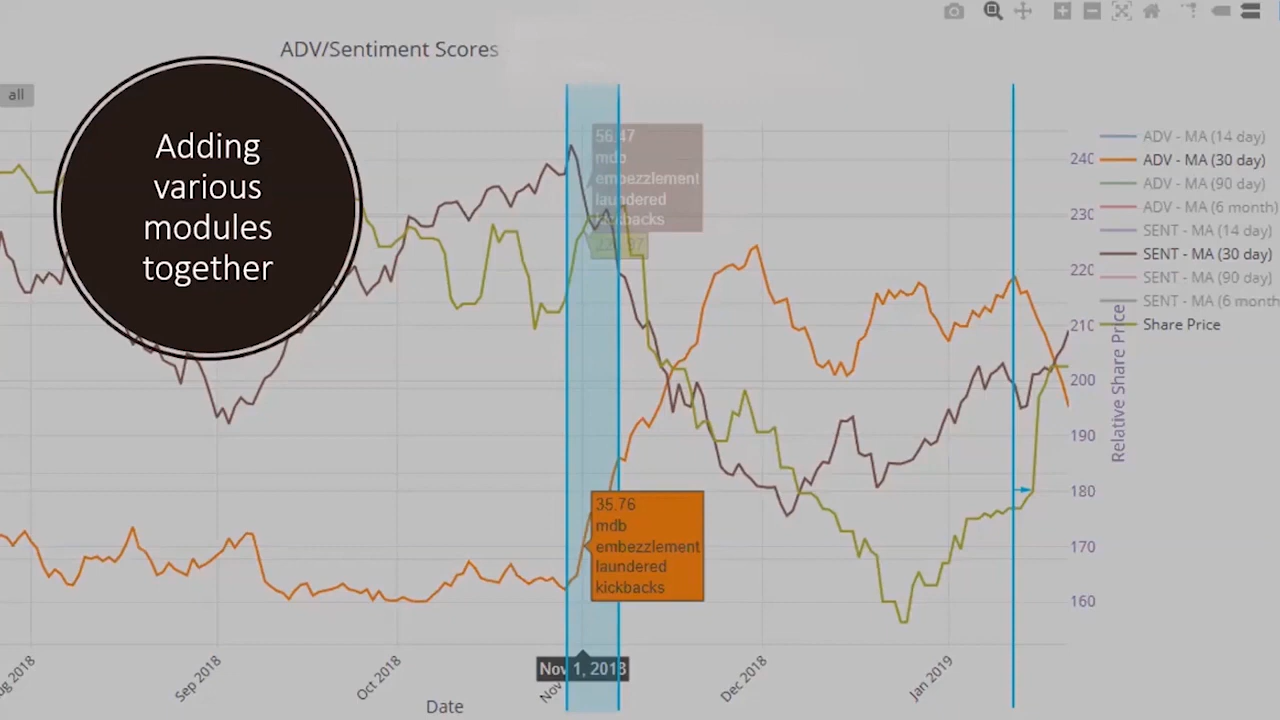 ADV/Sentiment Scores
all
Adding
various
modules
together
56.47
mdb
embezzlement
laundered
kickbacks
35.76
mdb
embezzlement
laundered
kickbacks
240
230
220
210
200
190
180
170
160
Relative Share Price
ADV - MA (14 day)
ADV - MA (30 day)
ADV - MA (90 day)
ADV - MA (6 month)
SENT - MA (14 day)
SENT - MA (30 day)
SENT - MA (90 day)
SENT - MA (6 month
Share Price
Sep 2018
Oct 2018
Nov 1, 2018
Dec 2018
Jan 2019
Date